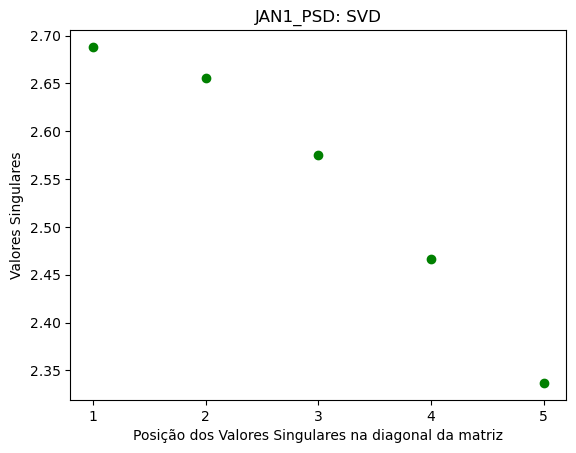 JAN1_PSD: SVD
2.70
2.65
2.60
2.55
2.50
2.45
2.40
2.35
Valores Singulares
1 2 3 4 5
Posição dos Valores Singulares na diagonal da matriz